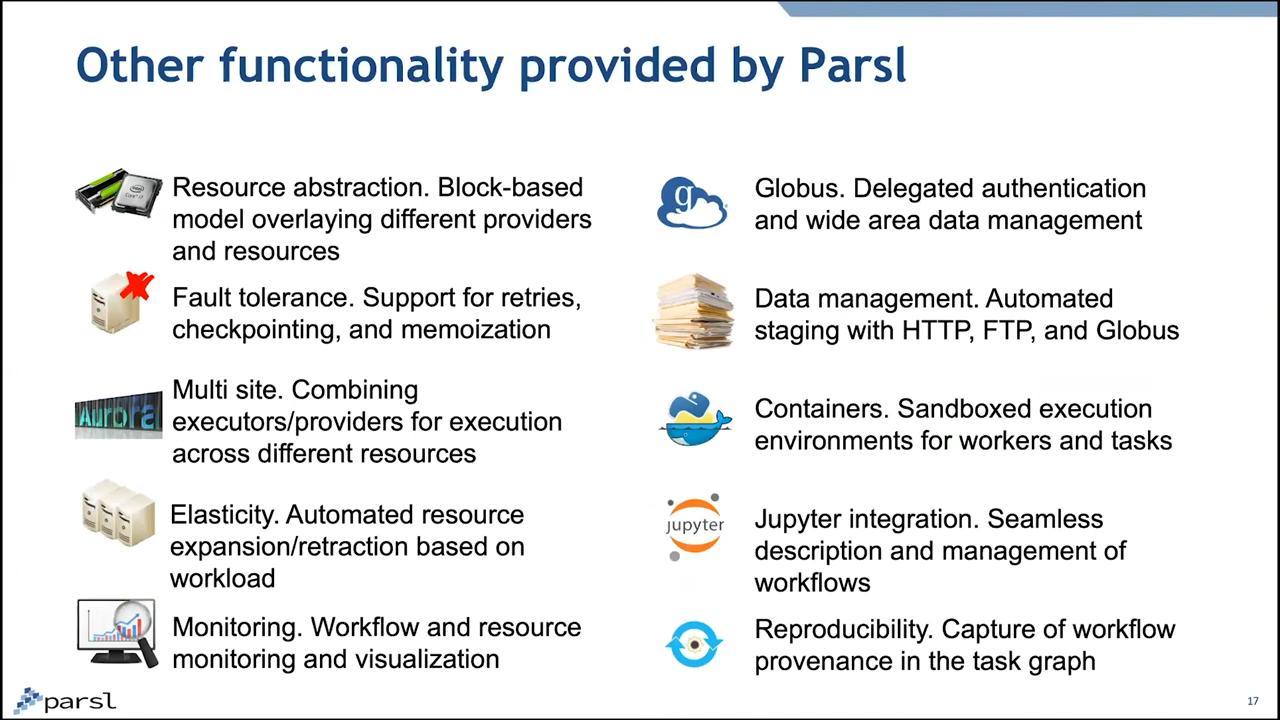 Other functionality provided by Parsl
Resource abstraction. Block-based
model overlaying different providers
and resources
Fault tolerance. Support for retries,
checkpointing, and memoization
Aurora
Multi site. Combining
executors/providers for execution
across different resources
Elasticity. Automated resource
expansion/retraction based on
workload
Monitoring. Workflow and resource
monitoring and visualization
g
Globus. Delegated authentication
and wide area data management
Data management. Automated
staging with HTTP, FTP, and Globus
Containers. Sandboxed execution
environments for workers and tasks
jupyter
Jupyter integration. Seamless
description and management of
workflows
Reproducibility. Capture of workflow
provenance in the task graph
parsl
17